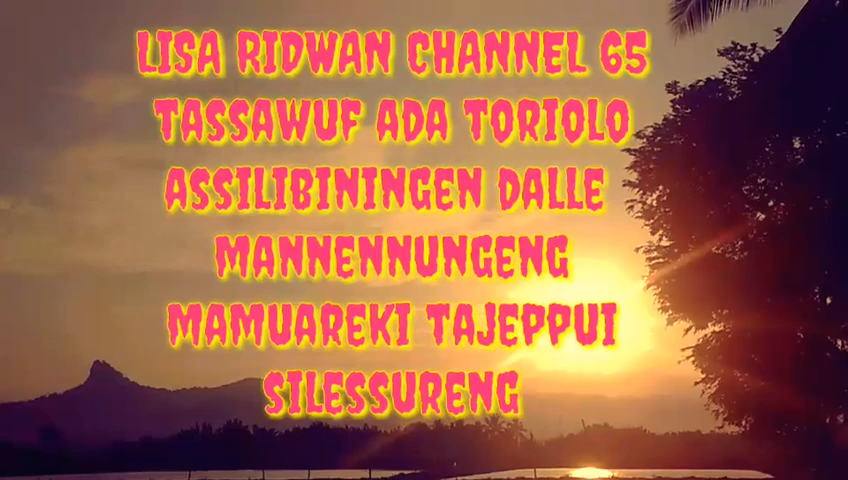 LISA RIDWAN CHANNEL 65
TASSAWUF ADA TORIOLO
ASSILIBININGEN DALLE
MANNENNUNGENG
MAMUAREKI TAJEPPUI
SILESSURENG